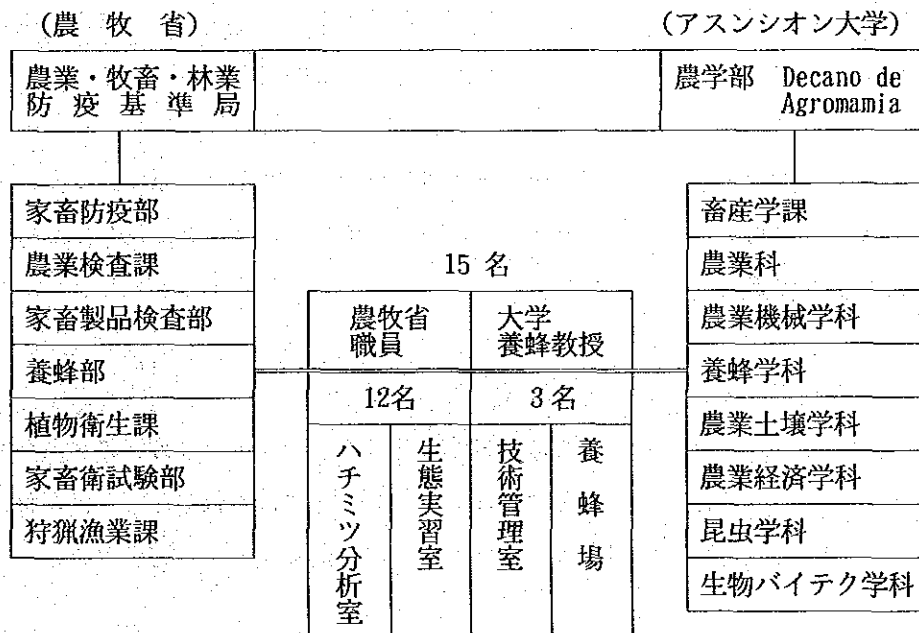 (農牧省)
(アスンシオン大学)
農業・牧畜・林業
防疫基準局
農学部 Decano de
Agromamia
家畜防疫部
農業検査課
家畜製品検査部
養蜂部
植物衛生課
家畜衛試験部
狩猟漁業課
15名
農牧省
職員
大学
養蜂教授
12名
3名
ハチミツ分析室
生態実習室
技術管理室
養蜂場
畜産学課
農業科
農業機械学科
養蜂学科
農業土壌学科
農業経済学科
昆虫学科
生物バイテク学科